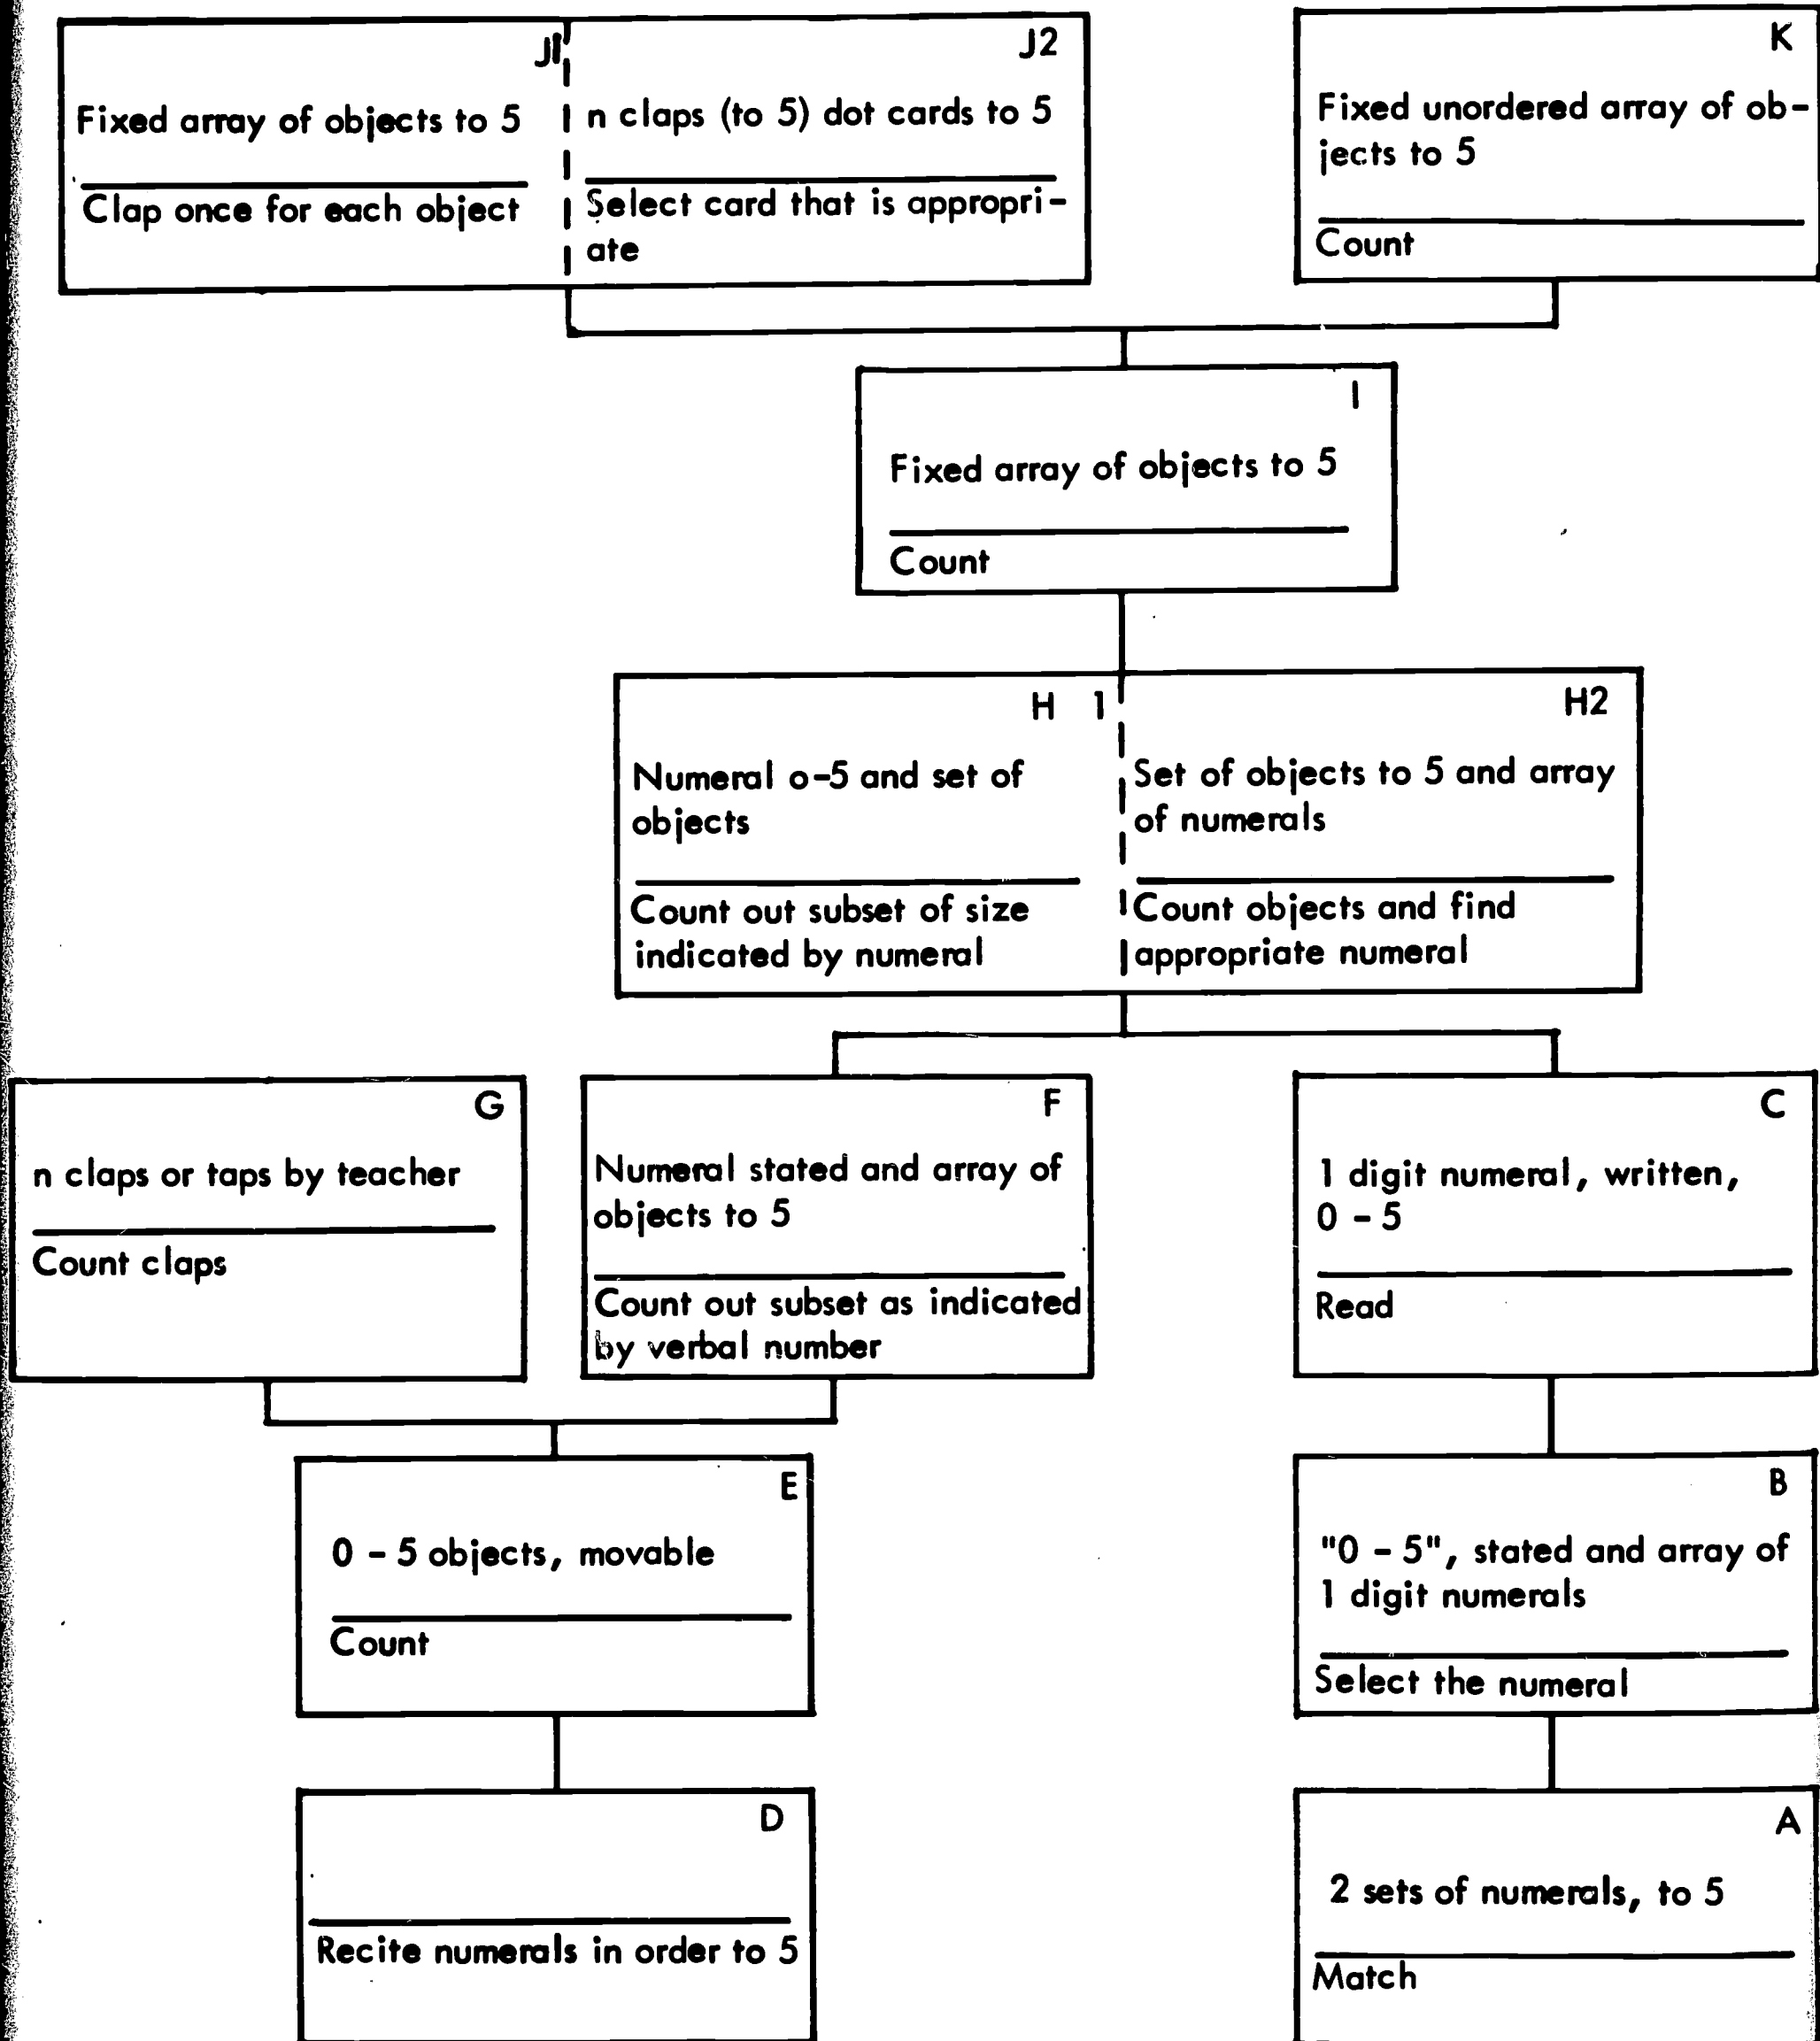 J1
Fixed array of objects to 5
Clap once for each object
J2
n claps (to 5) dot cards to 5
Select card that is appropri-
ate
K
Fixed unordered array of ob-
jects to 5
Count
I
Fixed array of objects to 5
Count
H 1
Numeral o-5 and set of
objects
Count out subset of size
indicated by numeral
H2
Set of objects to 5 and array
of numerals
Count objects and find
appropriate numeral
G
n claps or taps by teacher
Count claps
F
Numeral stated and array of
objects to 5
Count out subset as indicated
by verbal number
C
1 digit numeral, written,
0 - 5
Read
E
0 - 5 objects, movable
Count
B
"0 - 5", stated and array of
1 digit numerals
Select the numeral
D
Recite numerals in order to 5
A
2 sets of numerals, to 5
Match